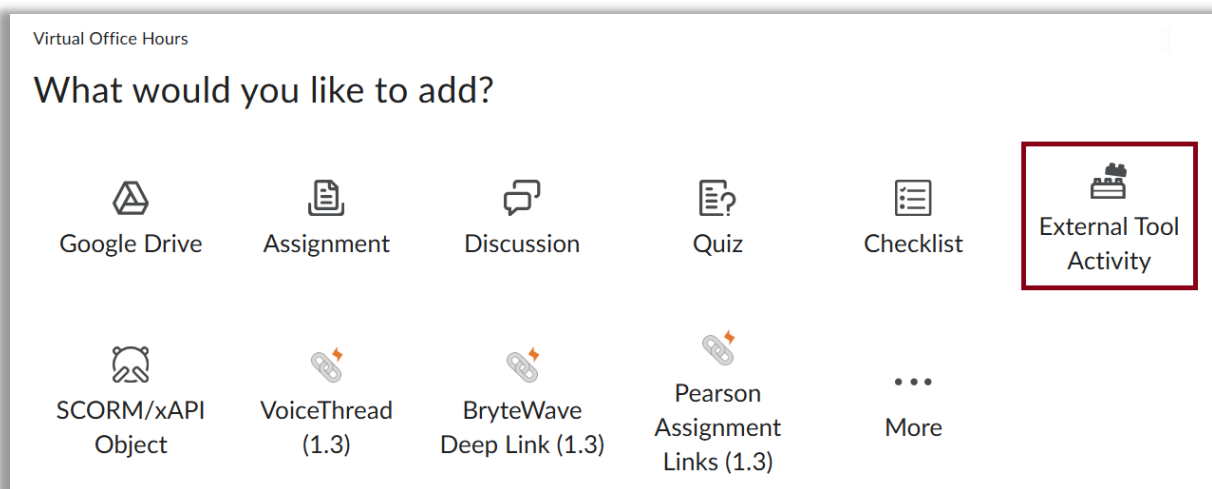 Virtual Office Hours
What would you like to add?
Google Drive
Assignment
Discussion
Quiz
Checklist
External Tool
Activity
SCORM/xAPI
Object
VoiceThread
(1.3)
BryteWave
Deep Link (1.3)
Pearson
Assignment
Links (1.3)
More